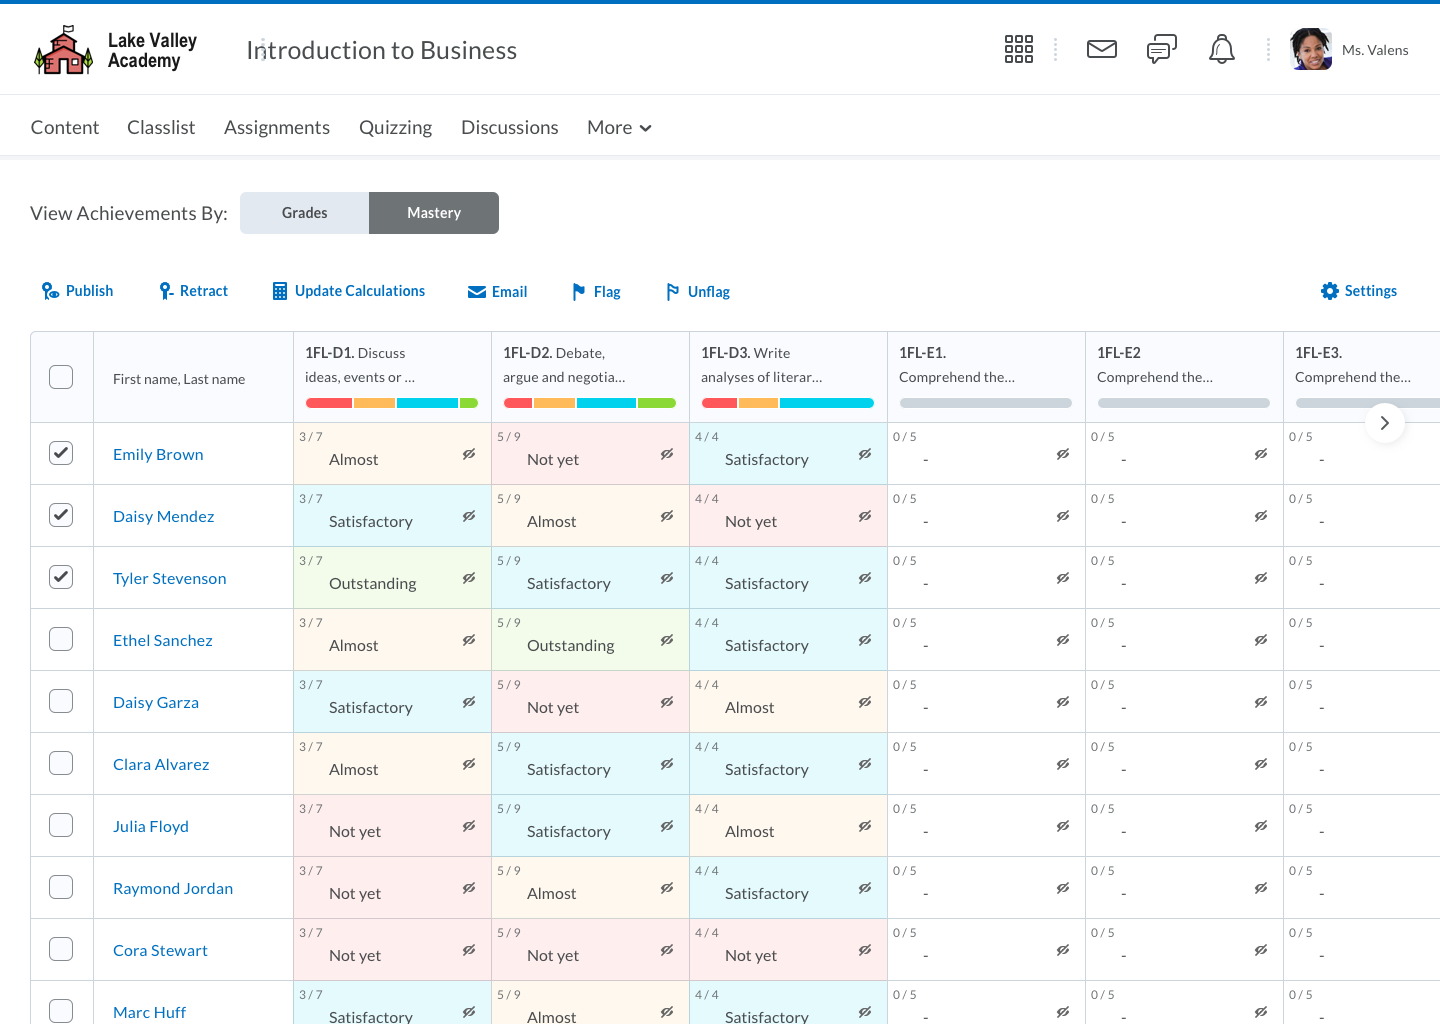 Lake Valley
Academy
Introduction to Business
Ms. Valens
Content Classlist Assignments Quizzing Discussions More
View Achievements By: Grades Mastery
Publish Retract Update Calculations Email Flag Unflag Settings
First name, Last name
1FL-D1. Discuss
ideas, events or ...
1FL-D2. Debate,
argue and negotia...
1FL-D3. Write
analyses of literar...
1FL-E1.
Comprehend the...
1FL-E2
Comprehend the...
1FL-E3.
Comprehend the...
3 / 7 5 / 9 4 / 4 0 / 5 0 / 5 0 / 5
Emily Brown Almost Not yet Satisfactory - - -
3 / 7 5 / 9 4 / 4 0 / 5 0 / 5 0 / 5
Daisy Mendez Satisfactory Almost Not yet - - -
3 / 7 5 / 9 4 / 4 0 / 5 0 / 5 0 / 5
Tyler Stevenson Outstanding Satisfactory Satisfactory - - -
3 / 7 5 / 9 4 / 4 0 / 5 0 / 5 0 / 5
Ethel Sanchez Almost Outstanding Satisfactory - - -
3 / 7 5 / 9 4 / 4 0 / 5 0 / 5 0 / 5
Daisy Garza Satisfactory Not yet Almost - - -
3 / 7 5 / 9 4 / 4 0 / 5 0 / 5 0 / 5
Clara Alvarez Almost Satisfactory Satisfactory - - -
3 / 7 5 / 9 4 / 4 0 / 5 0 / 5 0 / 5
Julia Floyd Not yet Satisfactory Almost - - -
3 / 7 5 / 9 4 / 4 0 / 5 0 / 5 0 / 5
Raymond Jordan Not yet Almost Satisfactory - - -
3 / 7 5 / 9 4 / 4 0 / 5 0 / 5 0 / 5
Cora Stewart Not yet Not yet Not yet - - -
3 / 7 5 / 9 4 / 4 0 / 5 0 / 5 0 / 5
Marc Huff Satisfactory Almost Satisfactory - - -